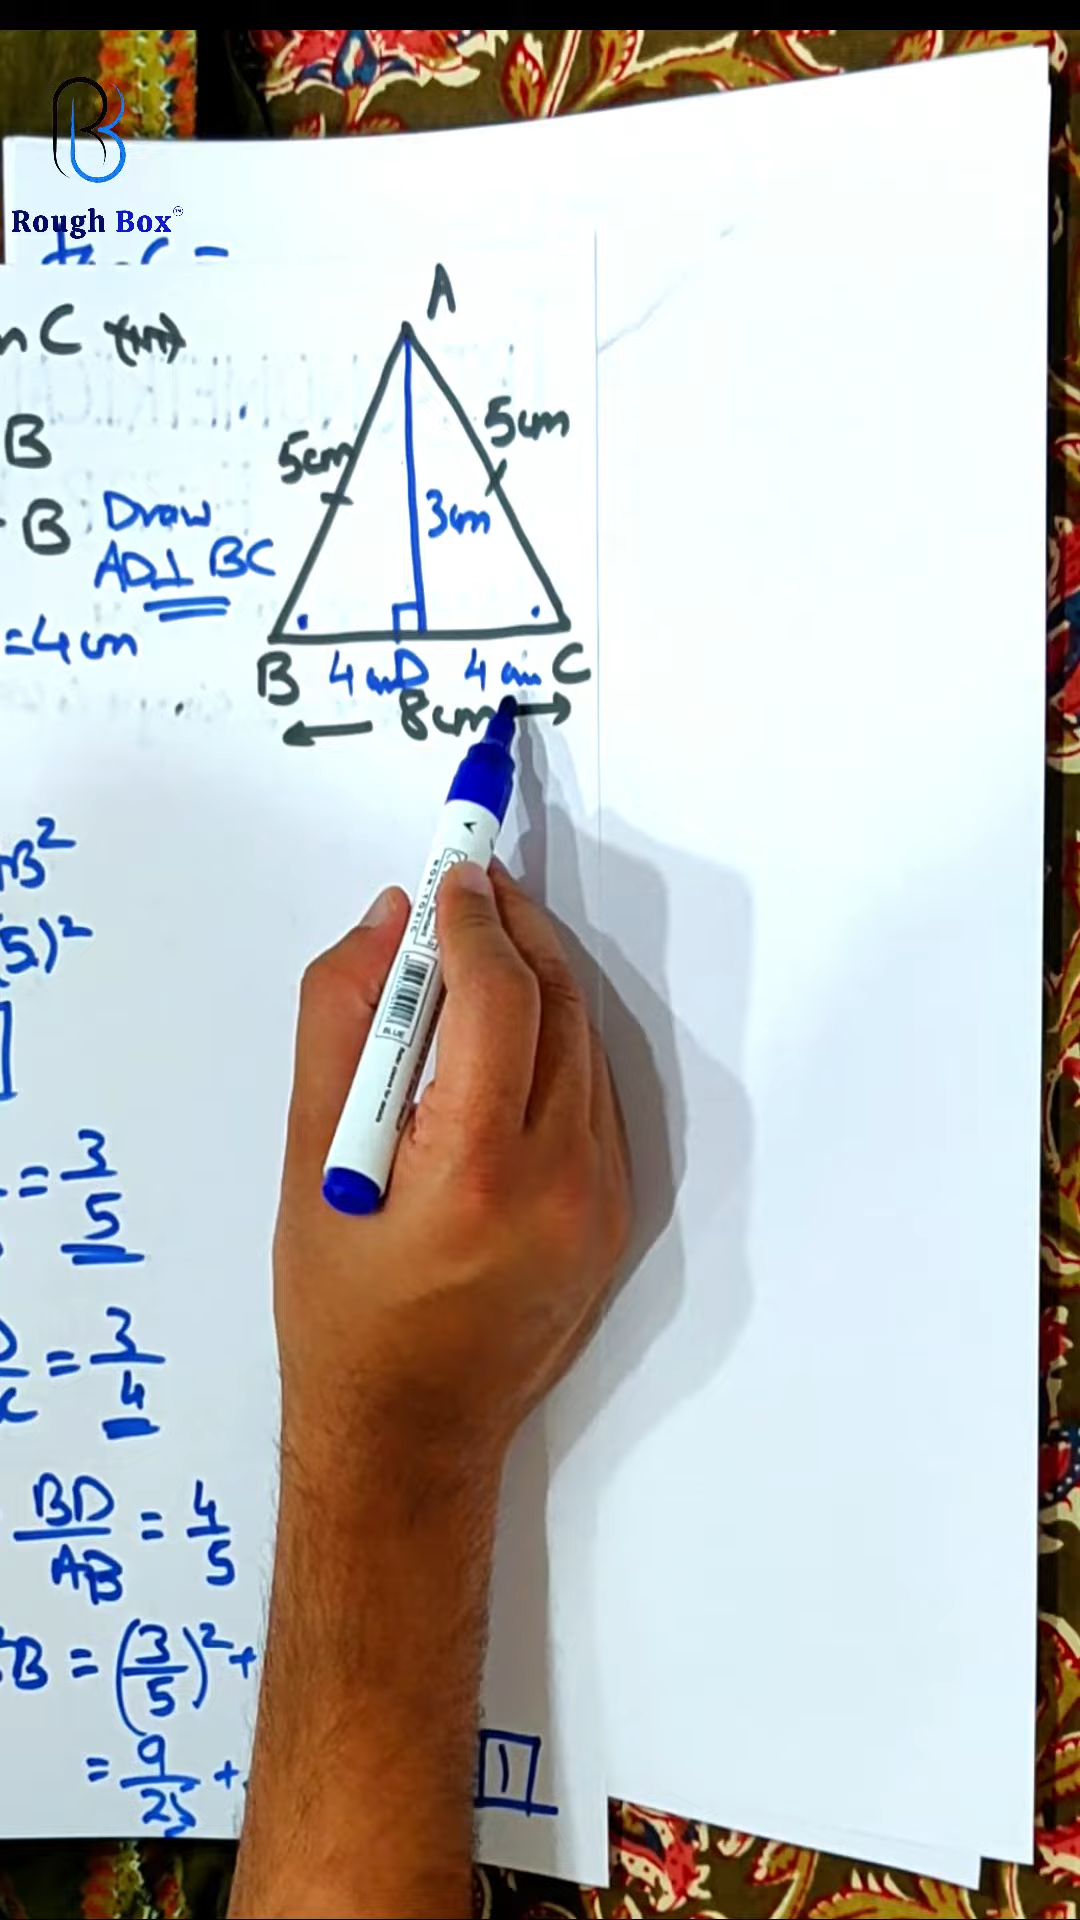 Rough Box
A
n C
5cm
5cm
B
B
Draw
3cm
AD⊥ BC
=4cm
B 4cm D 4cm C
8cm
B²
5)²
= 3/5
= 3/4
BD/AB = 4/5
B = (3/5)² +
= 9/25 +
1
BLUE